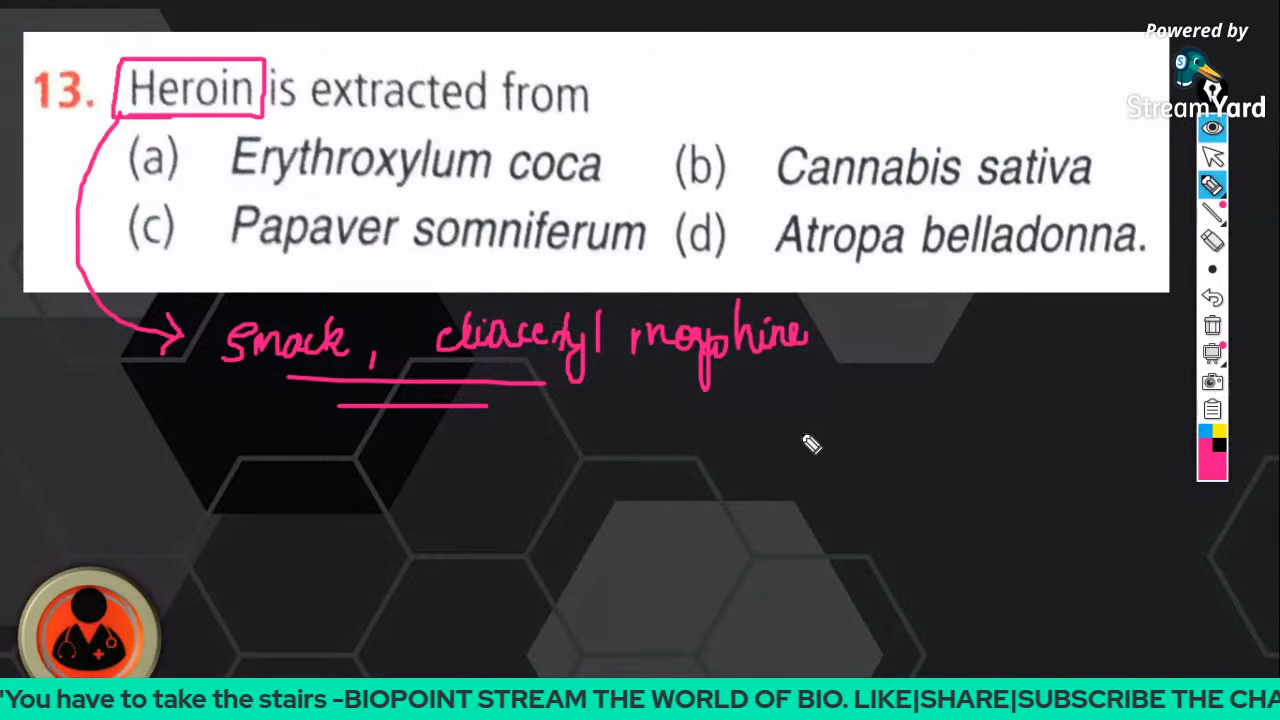 Powered by
StreamYard
13. Heroin is extracted from
(a) Erythroxylum coca (b) Cannabis sativa
(c) Papaver somniferum (d) Atropa belladonna.
Smack, diacetyl morphine
"You have to take the stairs -BIOPOINT STREAM THE WORLD OF BIO. LIKE|SHARE|SUBSCRIBE THE CHA